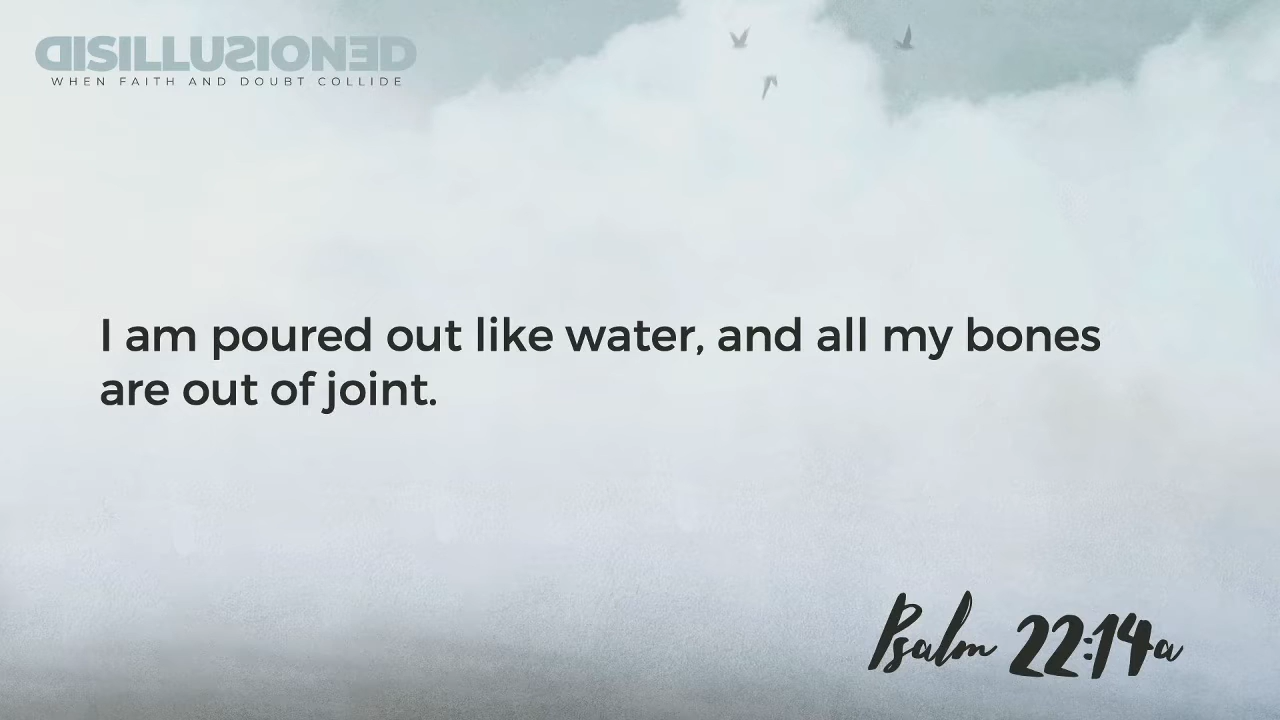 DISILLUSIONED
WHEN FAITH AND DOUBT COLLIDE
I am poured out like water, and all my bones
are out of joint.
Psalm 22:14a